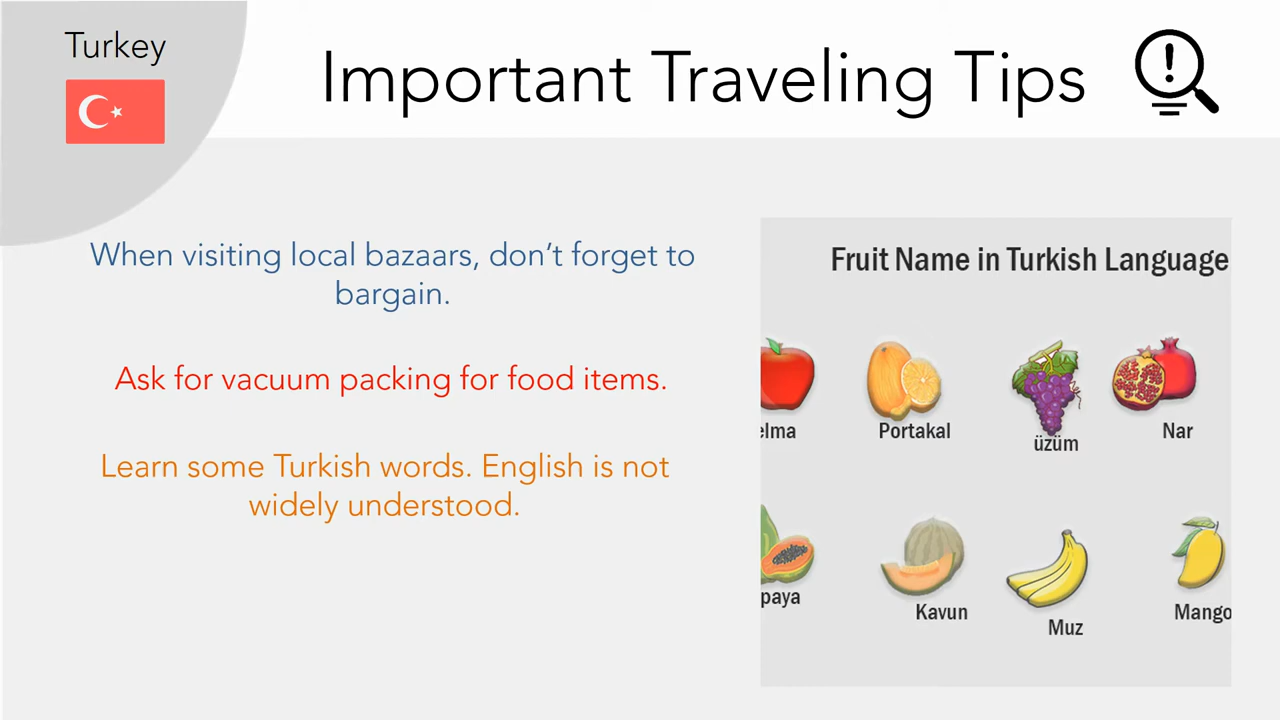 Turkey
Important Traveling Tips
When visiting local bazaars, don't forget to
bargain.
Ask for vacuum packing for food items.
Learn some Turkish words. English is not
widely understood.
Fruit Name in Turkish Language
elma
Portakal
üzüm
Nar
paya
Kavun
Muz
Mango